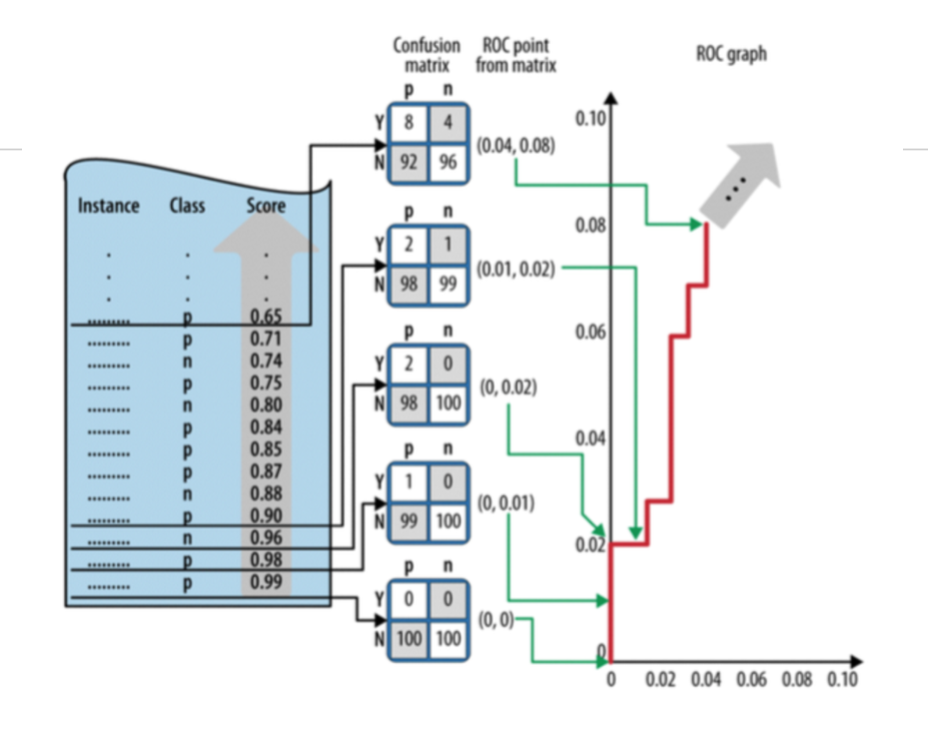 Confusion matrix
ROC point from matrix
ROC graph
p n
Y 8 4
N 92 96
(0.04, 0.08)
p n
Y 2 1
N 98 99
(0.01, 0.02)
p n
Y 2 0
N 98 100
(0, 0.02)
p n
Y 1 0
N 99 100
(0, 0.01)
p n
Y 0 0
N 100 100
(0, 0)
Instance Class Score
. . .
. . .
. . .
......... p 0.65
......... p 0.71
......... n 0.74
......... p 0.75
......... n 0.80
......... p 0.84
......... p 0.85
......... p 0.87
......... n 0.88
......... p 0.90
......... n 0.96
......... p 0.98
......... p 0.99
0.10
0.08
0.06
0.04
0.02
0
0 0.02 0.04 0.06 0.08 0.10